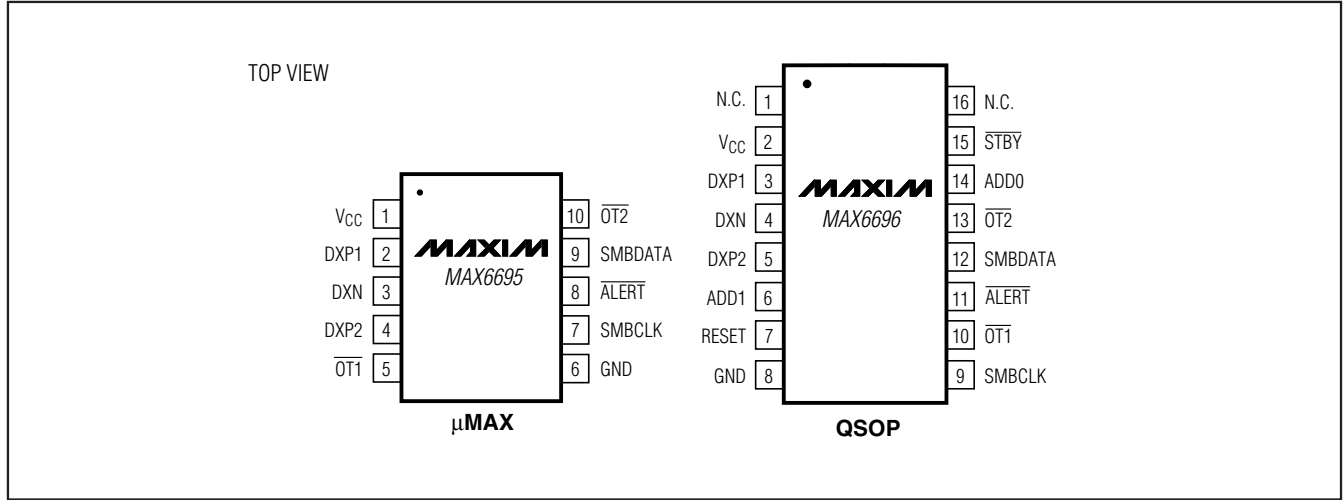 TOP VIEW
VCC 1
DXP1 2
DXN 3
DXP2 4
OT1 5
10 OT2
9 SMBDATA
8 ALERT
7 SMBCLK
6 GND
MAXIM
MAX6695
µMAX
N.C. 1
VCC 2
DXP1 3
DXN 4
DXP2 5
ADD1 6
RESET 7
GND 8
16 N.C.
15 STBY
14 ADD0
13 OT2
12 SMBDATA
11 ALERT
10 OT1
9 SMBCLK
MAXIM
MAX6696
QSOP